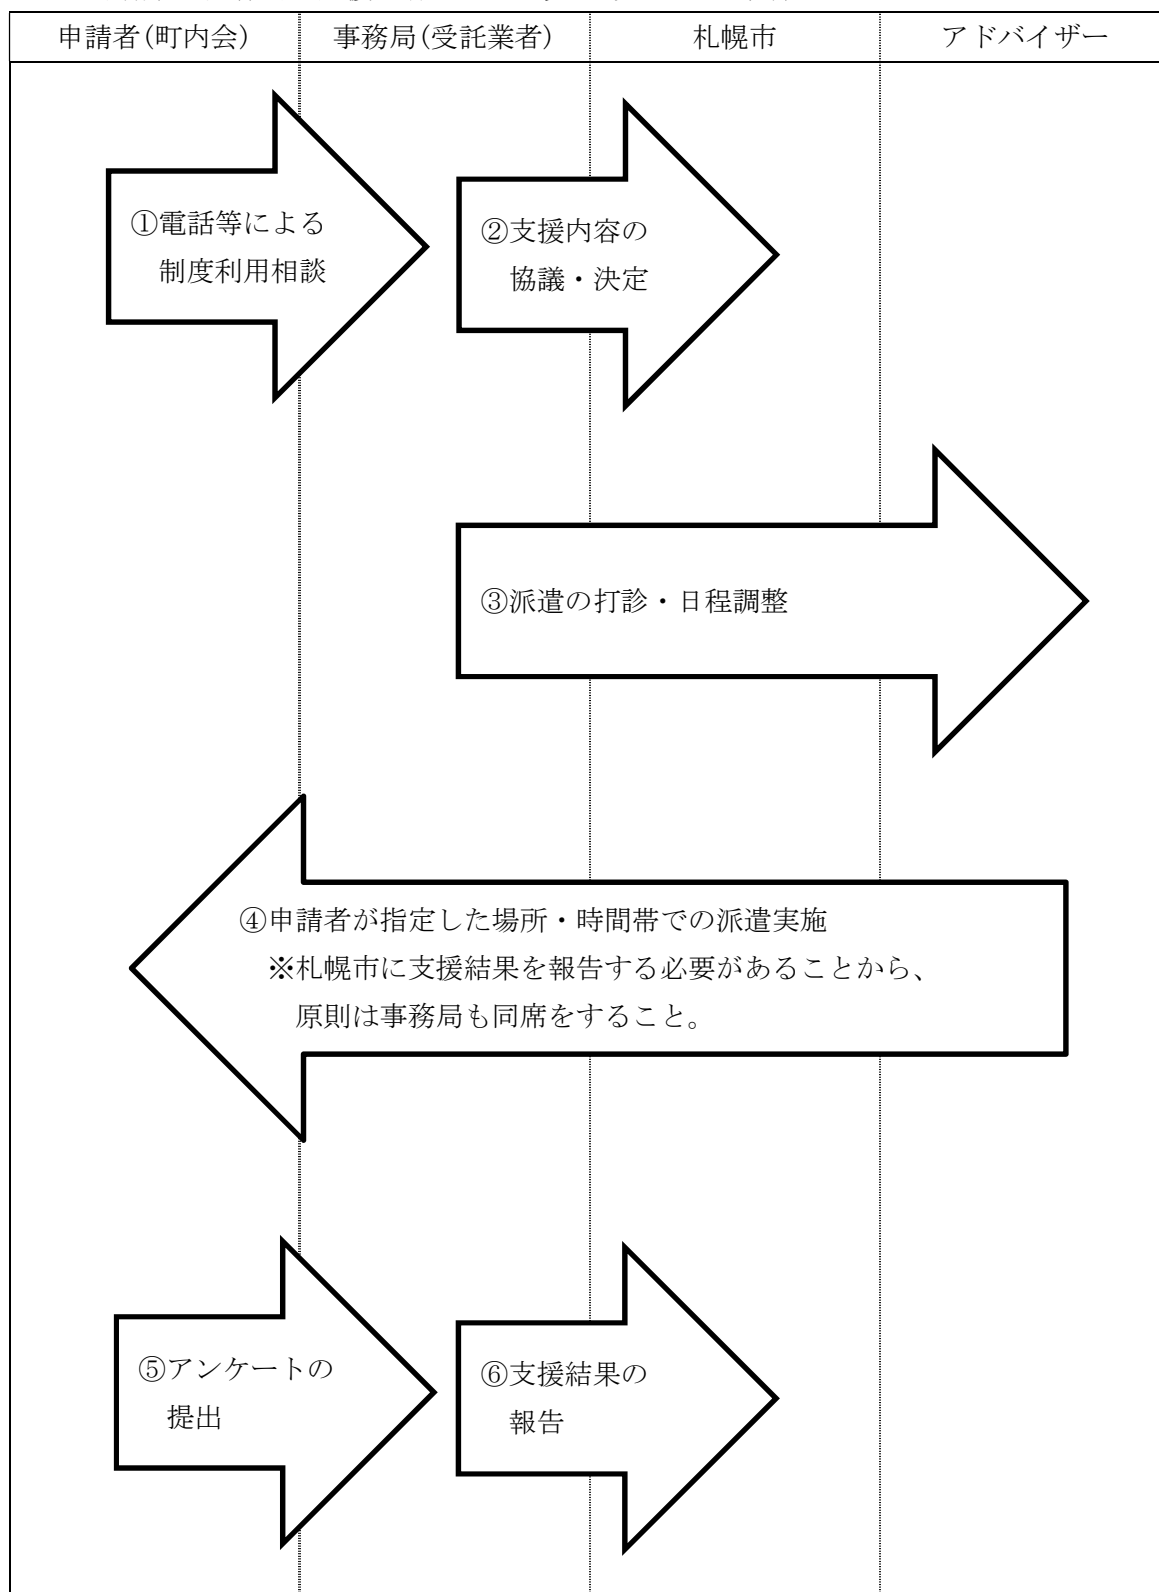 申請者(町内会)
事務局(受託業者)
札幌市
アドバイザー
①電話等による
制度利用相談
②支援内容の
協議・決定
③派遣の打診・日程調整
④申請者が指定した場所・時間帯での派遣実施
※札幌市に支援結果を報告する必要があることから、
原則は事務局も同席をすること。
⑤アンケートの
提出
⑥支援結果の
報告